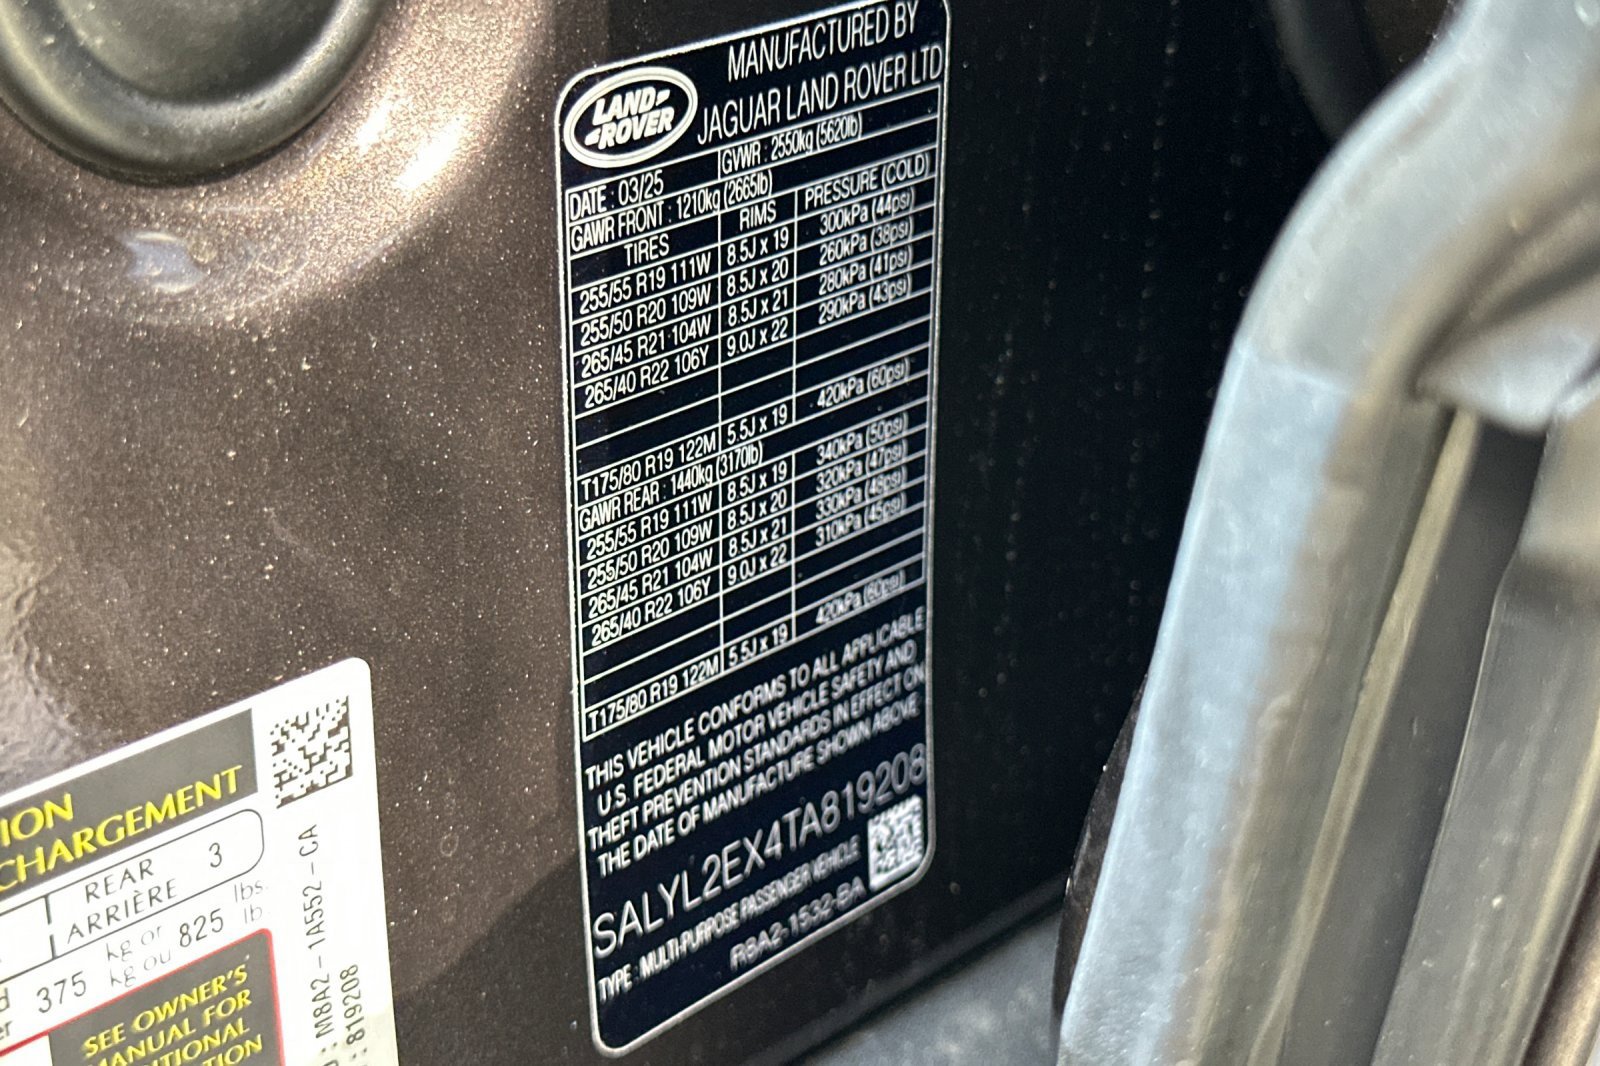 LAND
ROVER
MANUFACTURED BY
JAGUAR LAND ROVER LTD
DATE : 03/25 GVWR : 2550kg (5620lb)
GAWR FRONT : 1210kg (2665lb)
TIRES RIMS PRESSURE (COLD)
255/55 R19 111W 8.5J x 19 300kPa (44psi)
255/50 R20 109W 8.5J x 20 260kPa (38psi)
265/45 R21 104W 8.5J x 21 280kPa (41psi)
265/40 R22 106Y 9.0J x 22 290kPa (43psi)
T175/80 R19 122M 5.5J x 19 420kPa (60psi)
GAWR REAR : 1440kg (3170lb)
255/55 R19 111W 8.5J x 19 340kPa (50psi)
255/50 R20 109W 8.5J x 20 320kPa (47psi)
265/45 R21 104W 8.5J x 21 330kPa (48psi)
265/40 R22 106Y 9.0J x 22 310kPa (45psi)
T175/80 R19 122M 5.5J x 19 420kPa (60psi)
THIS VEHICLE CONFORMS TO ALL APPLICABLE
U.S. FEDERAL MOTOR VEHICLE SAFETY AND
THEFT PREVENTION STANDARDS IN EFFECT ON
THE DATE OF MANUFACTURE SHOWN ABOVE
SALYL2EX4TA819208
TYPE : MULTI-PURPOSE PASSENGER VEHICLE
R8A2-1532-BA
ION
CHARGEMENT
REAR 3
ARRIÈRE
375 kg or 825 lbs.
kg ou lb.
SEE OWNER'S
MANUAL FOR
: M8A2-1A552-CA
: 819208